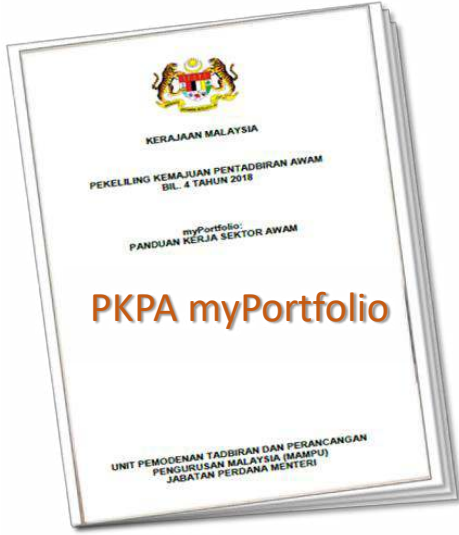 KERAJAAN MALAYSIA
PEKELILING KEMAJUAN PENTADBIRAN AWAM
BIL. 4 TAHUN 2018
myPortfolio:
PANDUAN KERJA SEKTOR AWAM
PKPA myPortfolio
UNIT PEMODENAN TADBIRAN DAN PERANCANGAN
PENGURUSAN MALAYSIA (MAMPU)
JABATAN PERDANA MENTERI